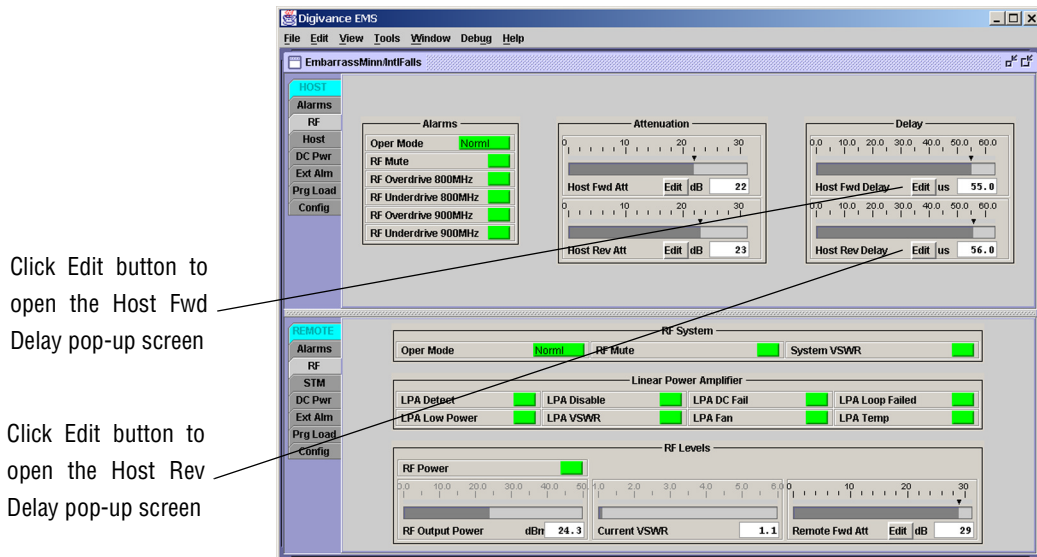 Digivance EMS
File Edit View Tools Window Debug Help
EmbarrassMinn/IntlFalls
HOST
Alarms
RF
Host
DC Pwr
Ext Alm
Prg Load
Config
Alarms
Oper Mode Norml
RF Mute
RF Overdrive 800MHz
RF Underdrive 800MHz
RF Overdrive 900MHz
RF Underdrive 900MHz
Attenuation
0 10 20 30
Host Fwd Att Edit dB 22
0 10 20 30
Host Rev Att Edit dB 23
Delay
0.0 10.0 20.0 30.0 40.0 50.0 60.0
Host Fwd Delay Edit us 55.0
0.0 10.0 20.0 30.0 40.0 50.0 60.0
Host Rev Delay Edit us 56.0
Click Edit button to
open the Host Fwd
Delay pop-up screen
REMOTE
Alarms
RF
STM
DC Pwr
Ext Alm
Prg Load
Config
RF System
Oper Mode Norml RF Mute System VSWR
Linear Power Amplifier
LPA Detect LPA Disable LPA DC Fail LPA Loop Failed
LPA Low Power LPA VSWR LPA Fan LPA Temp
RF Levels
RF Power
0.0 10.0 20.0 30.0 40.0 50.
RF Output Power dBm 24.3
1.0 2.0 3.0 4.0 5.0 6.0
Current VSWR 1.1
0 10 20 30
Remote Fwd Att Edit dB 29
Click Edit button to
open the Host Rev
Delay pop-up screen